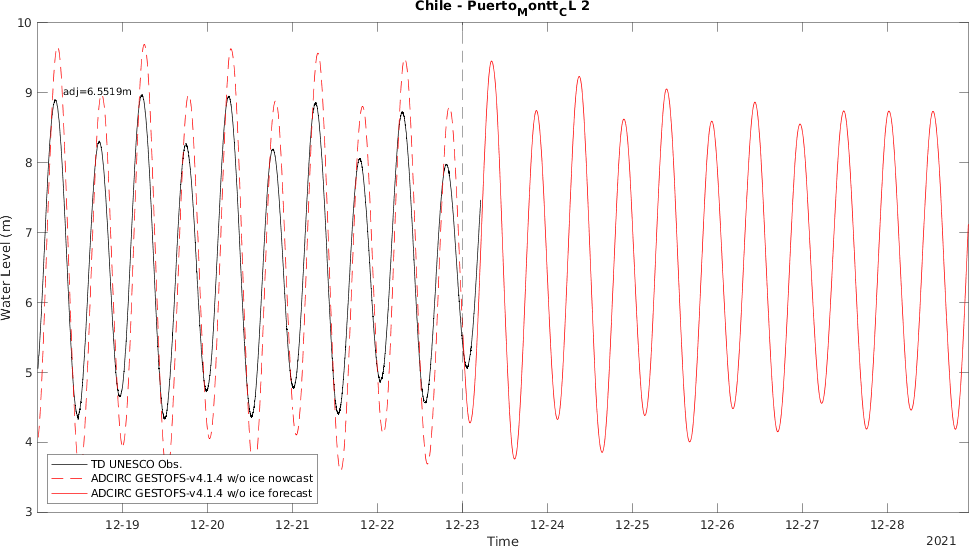 Chile - PuertoMonttCL 2
10
9
8
7
6
5
4
3
Water Level (m)
adj=6.5519m
TD UNESCO Obs.
ADCIRC GESTOFS-v4.1.4 w/o ice nowcast
ADCIRC GESTOFS-v4.1.4 w/o ice forecast
12-19 12-20 12-21 12-22 12-23 12-24 12-25 12-26 12-27 12-28
Time
2021